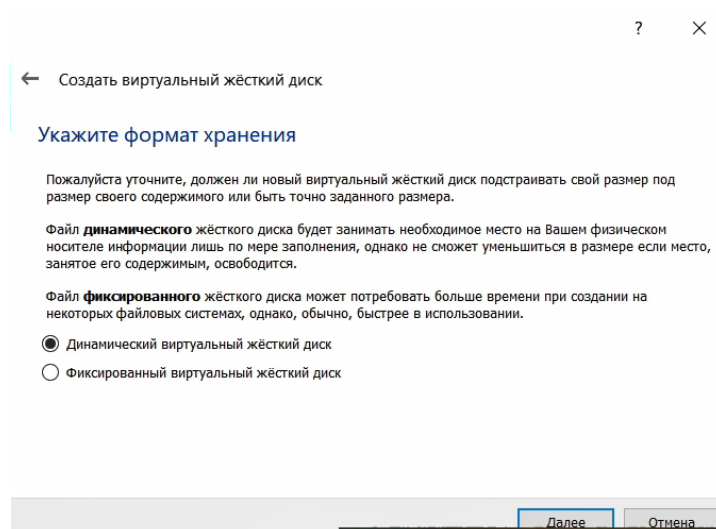 ?
Создать виртуальный жёсткий диск
Укажите формат хранения
Пожалуйста уточните, должен ли новый виртуальный жёсткий диск подстраивать свой размер под
размер своего содержимого или быть точно заданного размера.
Файл динамического жёсткого диска будет занимать необходимое место на Вашем физическом
носителе информации лишь по мере заполнения, однако не сможет уменьшиться в размере если место,
занятое его содержимым, освободится.
Файл фиксированного жёсткого диска может потребовать больше времени при создании на
некоторых файловых системах, однако, обычно, быстрее в использовании.
Динамический виртуальный жёсткий диск
Фиксированный виртуальный жёсткий диск
Далее Отмена